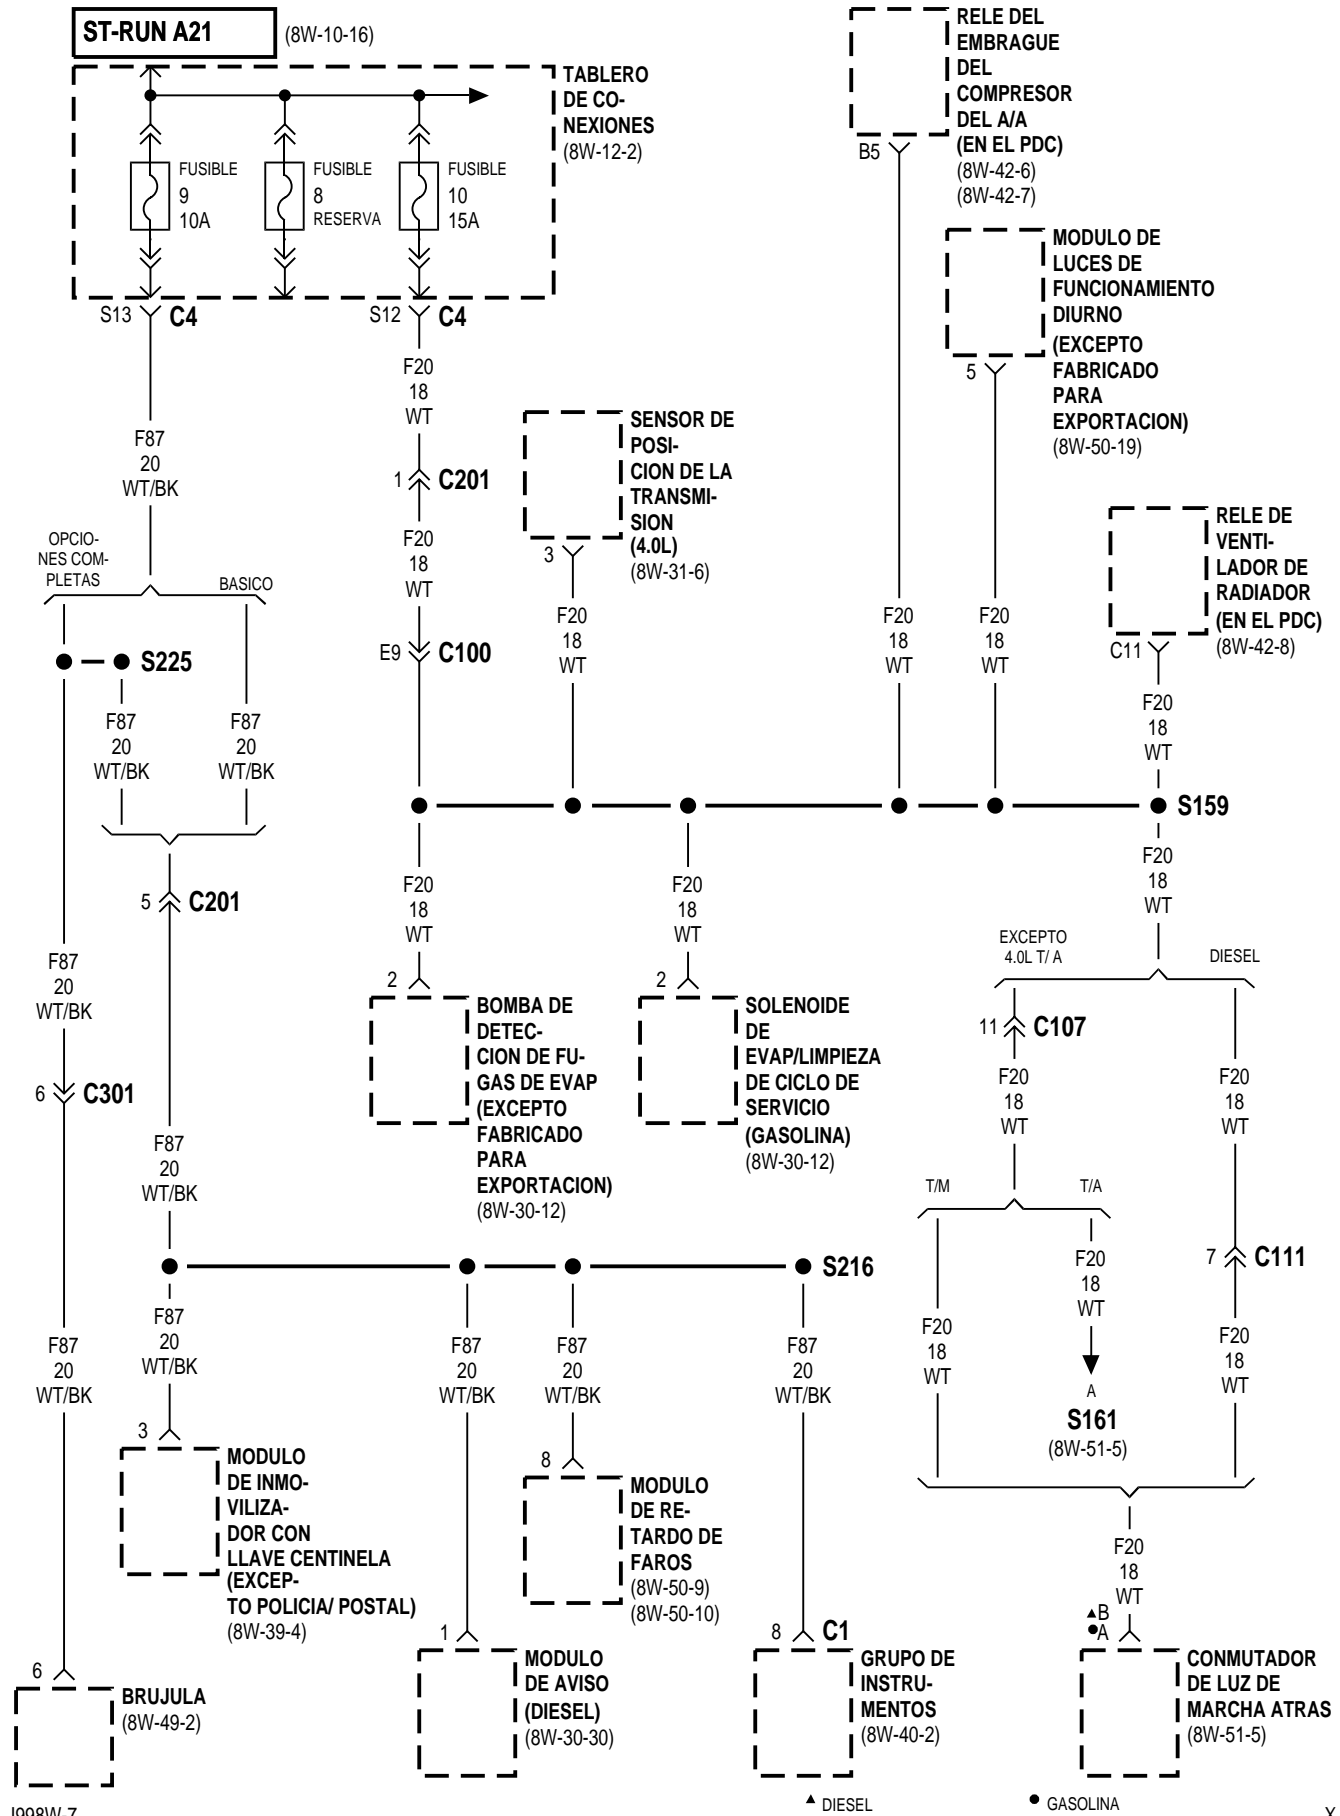 ST-RUN A21
(8W-10-16)
TABLERO
DE CO-
NEXIONES
(8W-12-2)
FUSIBLE
9
10A
FUSIBLE
8
RESERVA
FUSIBLE
10
15A
S13
C4
S12
C4
RELE DEL
EMBRAGUE
DEL
COMPRESOR
DEL A/A
(EN EL PDC)
(8W-42-6)
(8W-42-7)
B5
MODULO DE
LUCES DE
FUNCIONAMIENTO
DIURNO
(EXCEPTO
FABRICADO
PARA
EXPORTACION)
(8W-50-19)
5
F20
18
WT
F87
20
WT/BK
1
C201
F20
18
WT
SENSOR DE
POSI-
CION DE LA
TRANSMI-
SION
(4.0L)
(8W-31-6)
3
RELE DE
VENTI-
LADOR DE
RADIADOR
(EN EL PDC)
(8W-42-8)
C11
OPCIO-
NES COM-
PLETAS
BASICO
E9
C100
F20
18
WT
F20
18
WT
F20
18
WT
F20
18
WT
S225
F87
20
WT/BK
F87
20
WT/BK
S159
5
C201
F20
18
WT
F20
18
WT
F20
18
WT
EXCEPTO
4.0L T/ A
DIESEL
F87
20
WT/BK
6
C301
2
BOMBA DE
DETEC-
CION DE FU-
GAS DE EVAP
(EXCEPTO
FABRICADO
PARA
EXPORTACION)
(8W-30-12)
2
SOLENOIDE
DE
EVAP/LIMPIEZA
DE CICLO DE
SERVICIO
(GASOLINA)
(8W-30-12)
11
C107
F20
18
WT
F20
18
WT
F87
20
WT/BK
T/M
T/A
S216
F20
18
WT
7
C111
F87
20
WT/BK
F87
20
WT/BK
F87
20
WT/BK
F87
20
WT/BK
F87
20
WT/BK
F20
18
WT
F20
18
WT
A
S161
(8W-51-5)
3
MODULO
DE INMO-
VILIZA-
DOR CON
LLAVE CENTINELA
(EXCEP-
TO POLICIA/ POSTAL)
(8W-39-4)
8
MODULO
DE RE-
TARDO DE
FAROS
(8W-50-9)
(8W-50-10)
F20
18
WT
6
BRUJULA
(8W-49-2)
1
MODULO
DE AVISO
(DIESEL)
(8W-30-30)
8
C1
GRUPO DE
INSTRU-
MENTOS
(8W-40-2)
▲B
●A
CONMUTADOR
DE LUZ DE
MARCHA ATRAS
(8W-51-5)
J998W-7
▲ DIESEL
● GASOLINA
X